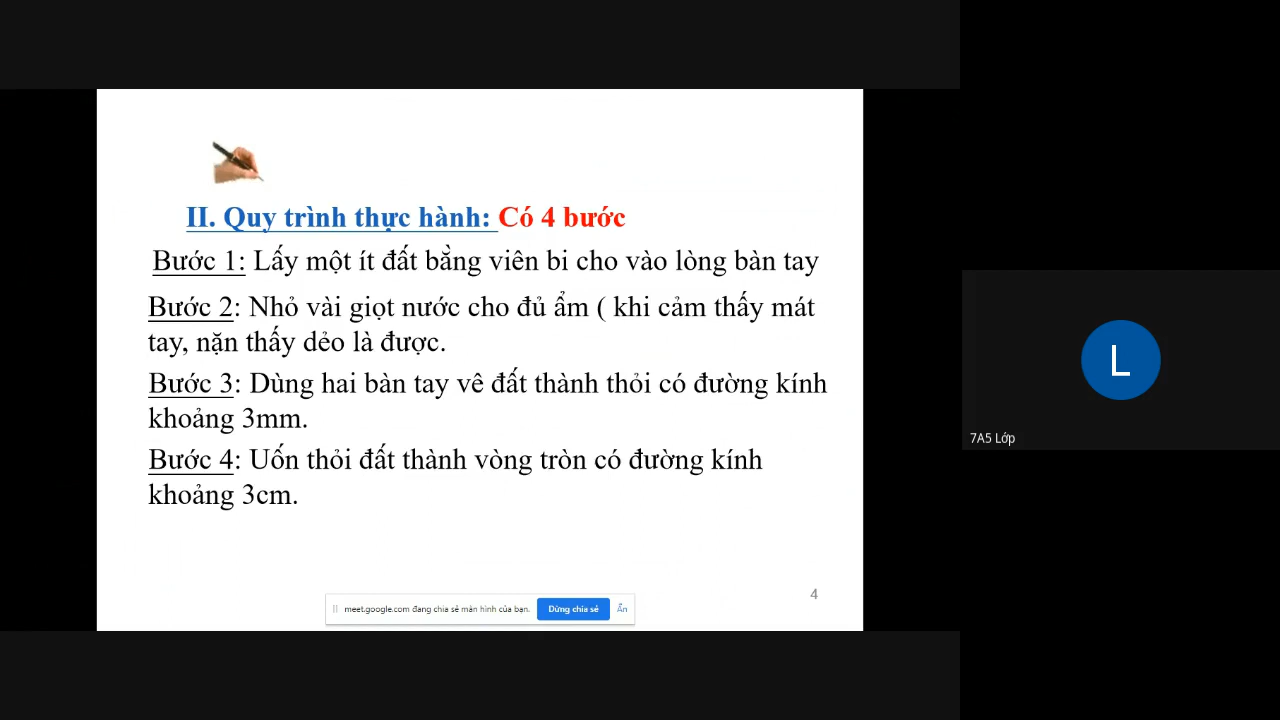 II. Quy trình thực hành: Có 4 bước
Bước 1: Lấy một ít đất bằng viên bi cho vào lòng bàn tay
Bước 2: Nhỏ vài giọt nước cho đủ ẩm ( khi cảm thấy mát
tay, nặn thấy dẻo là được.
Bước 3: Dùng hai bàn tay vê đất thành thỏi có đường kính
khoảng 3mm.
Bước 4: Uốn thỏi đất thành vòng tròn có đường kính
khoảng 3cm.
4
meet.google.com đang chia sẻ màn hình của bạn. Dừng chia sẻ Ẩn
L
7A5 Lớp